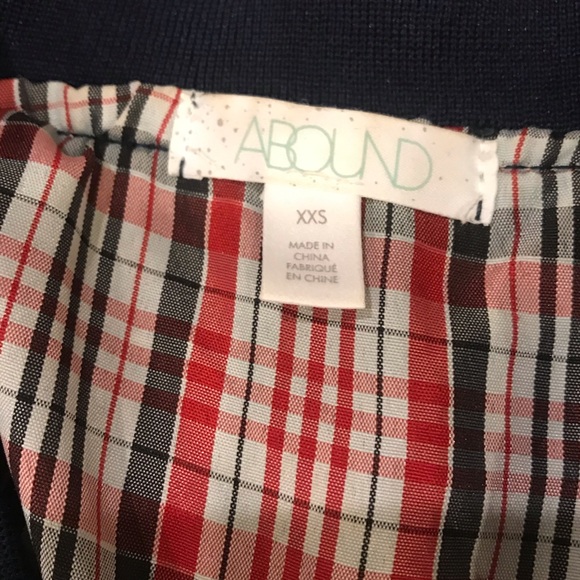 ABOUND
XXS
MADE IN
CHINA
FABRIQUÉ
EN CHINE